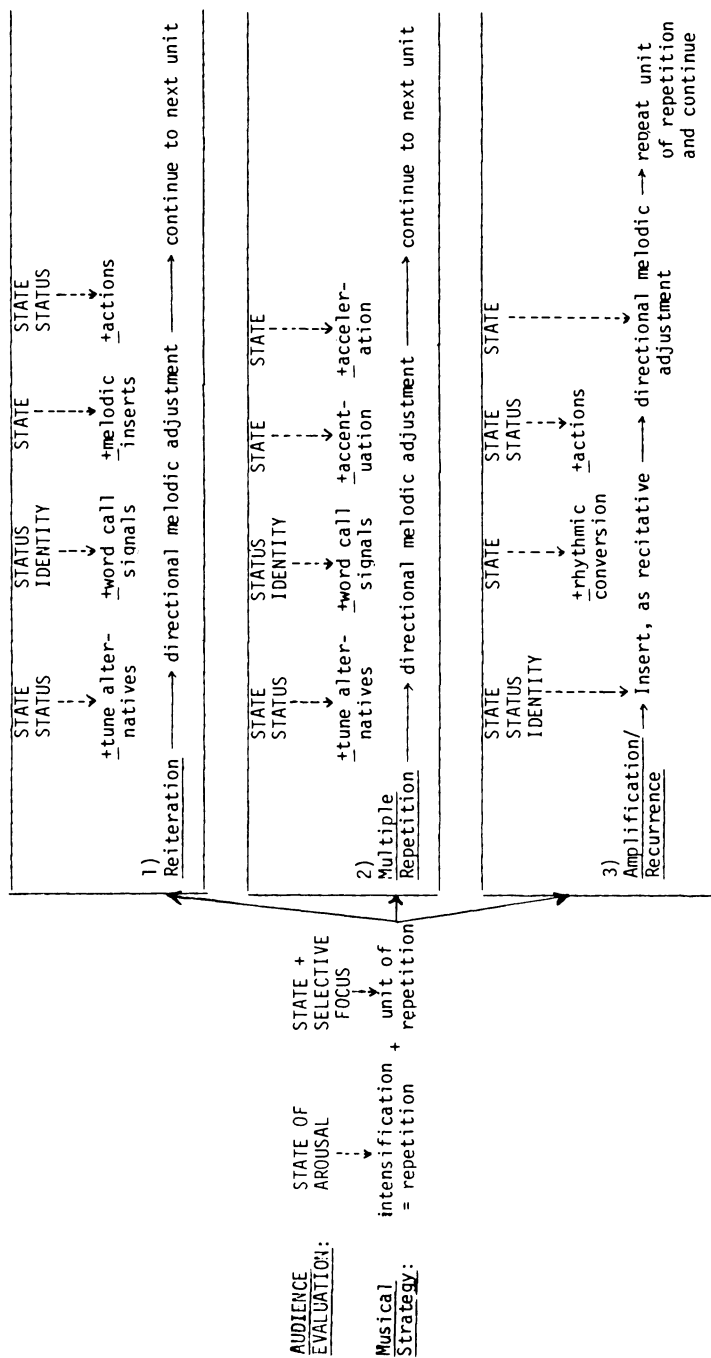 AUDIENCE
EVALUATION:
STATE OF
AROUSAL
STATE +
SELECTIVE
FOCUS
Musical
Strategy:
intensification + unit of
= repetition repetition
STATE
STATUS
STATUS
IDENTITY
STATE
STATE
STATUS
+tune alter-
natives
+word call
signals
+melodic
inserts
+actions
1)
Reiteration → directional melodic adjustment → continue to next unit
STATE
STATUS
STATUS
IDENTITY
STATE
STATE
+tune alter-
natives
+word call
signals
+accent-
uation
+acceler-
ation
2)
Multiple
Repetition → directional melodic adjustment → continue to next unit
STATE
STATUS
IDENTITY
STATE
STATE
STATUS
STATE
+rhythmic
conversion
+actions
3)
Amplification/
Recurrence → Insert, as recitative → directional melodic → repeat unit
adjustment of repetition
and continue